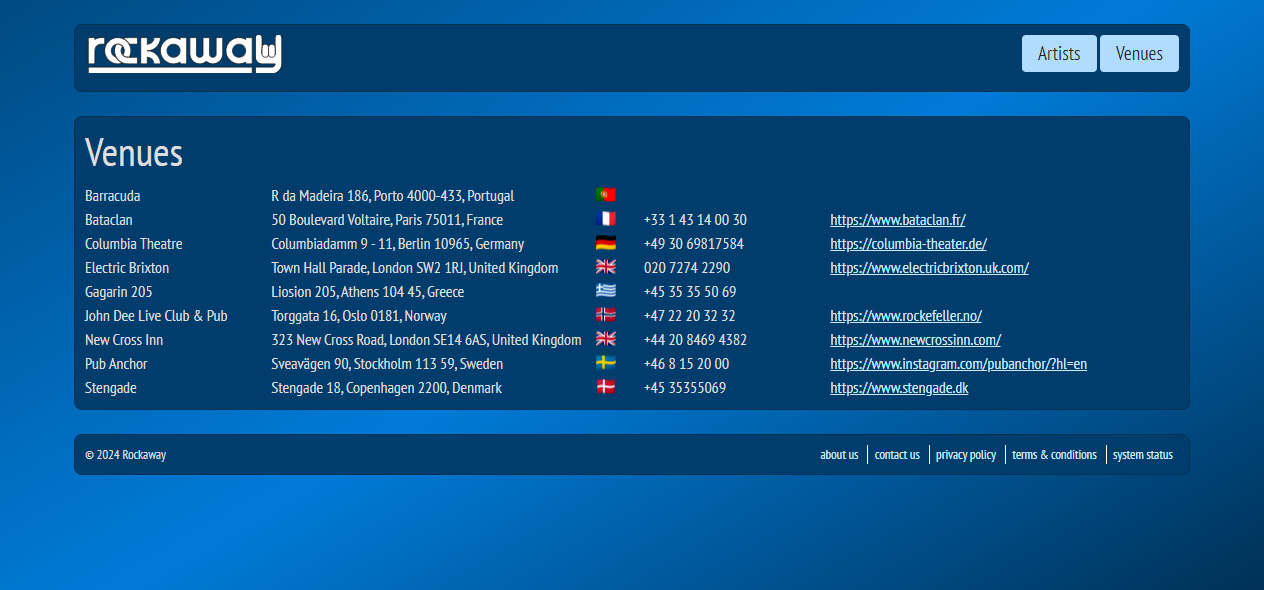 rockaway
Artists Venues
Venues
Barracuda R da Madeira 186, Porto 4000-433, Portugal
Bataclan 50 Boulevard Voltaire, Paris 75011, France +33 1 43 14 00 30 https://www.bataclan.fr/
Columbia Theatre Columbiadamm 9 - 11, Berlin 10965, Germany +49 30 69817584 https://columbia-theater.de/
Electric Brixton Town Hall Parade, London SW2 1RJ, United Kingdom 020 7274 2290 https://www.electricbrixton.uk.com/
Gagarin 205 Liosion 205, Athens 104 45, Greece +45 35 35 50 69
John Dee Live Club & Pub Torggata 16, Oslo 0181, Norway +47 22 20 32 32 https://www.rockefeller.no/
New Cross Inn 323 New Cross Road, London SE14 6AS, United Kingdom +44 20 8469 4382 https://www.newcrossinn.com/
Pub Anchor Sveavägen 90, Stockholm 113 59, Sweden +46 8 15 20 00 https://www.instagram.com/pubanchor/?hl=en
Stengade Stengade 18, Copenhagen 2200, Denmark +45 35355069 https://www.stengade.dk
© 2024 Rockaway about us contact us privacy policy terms & conditions system status